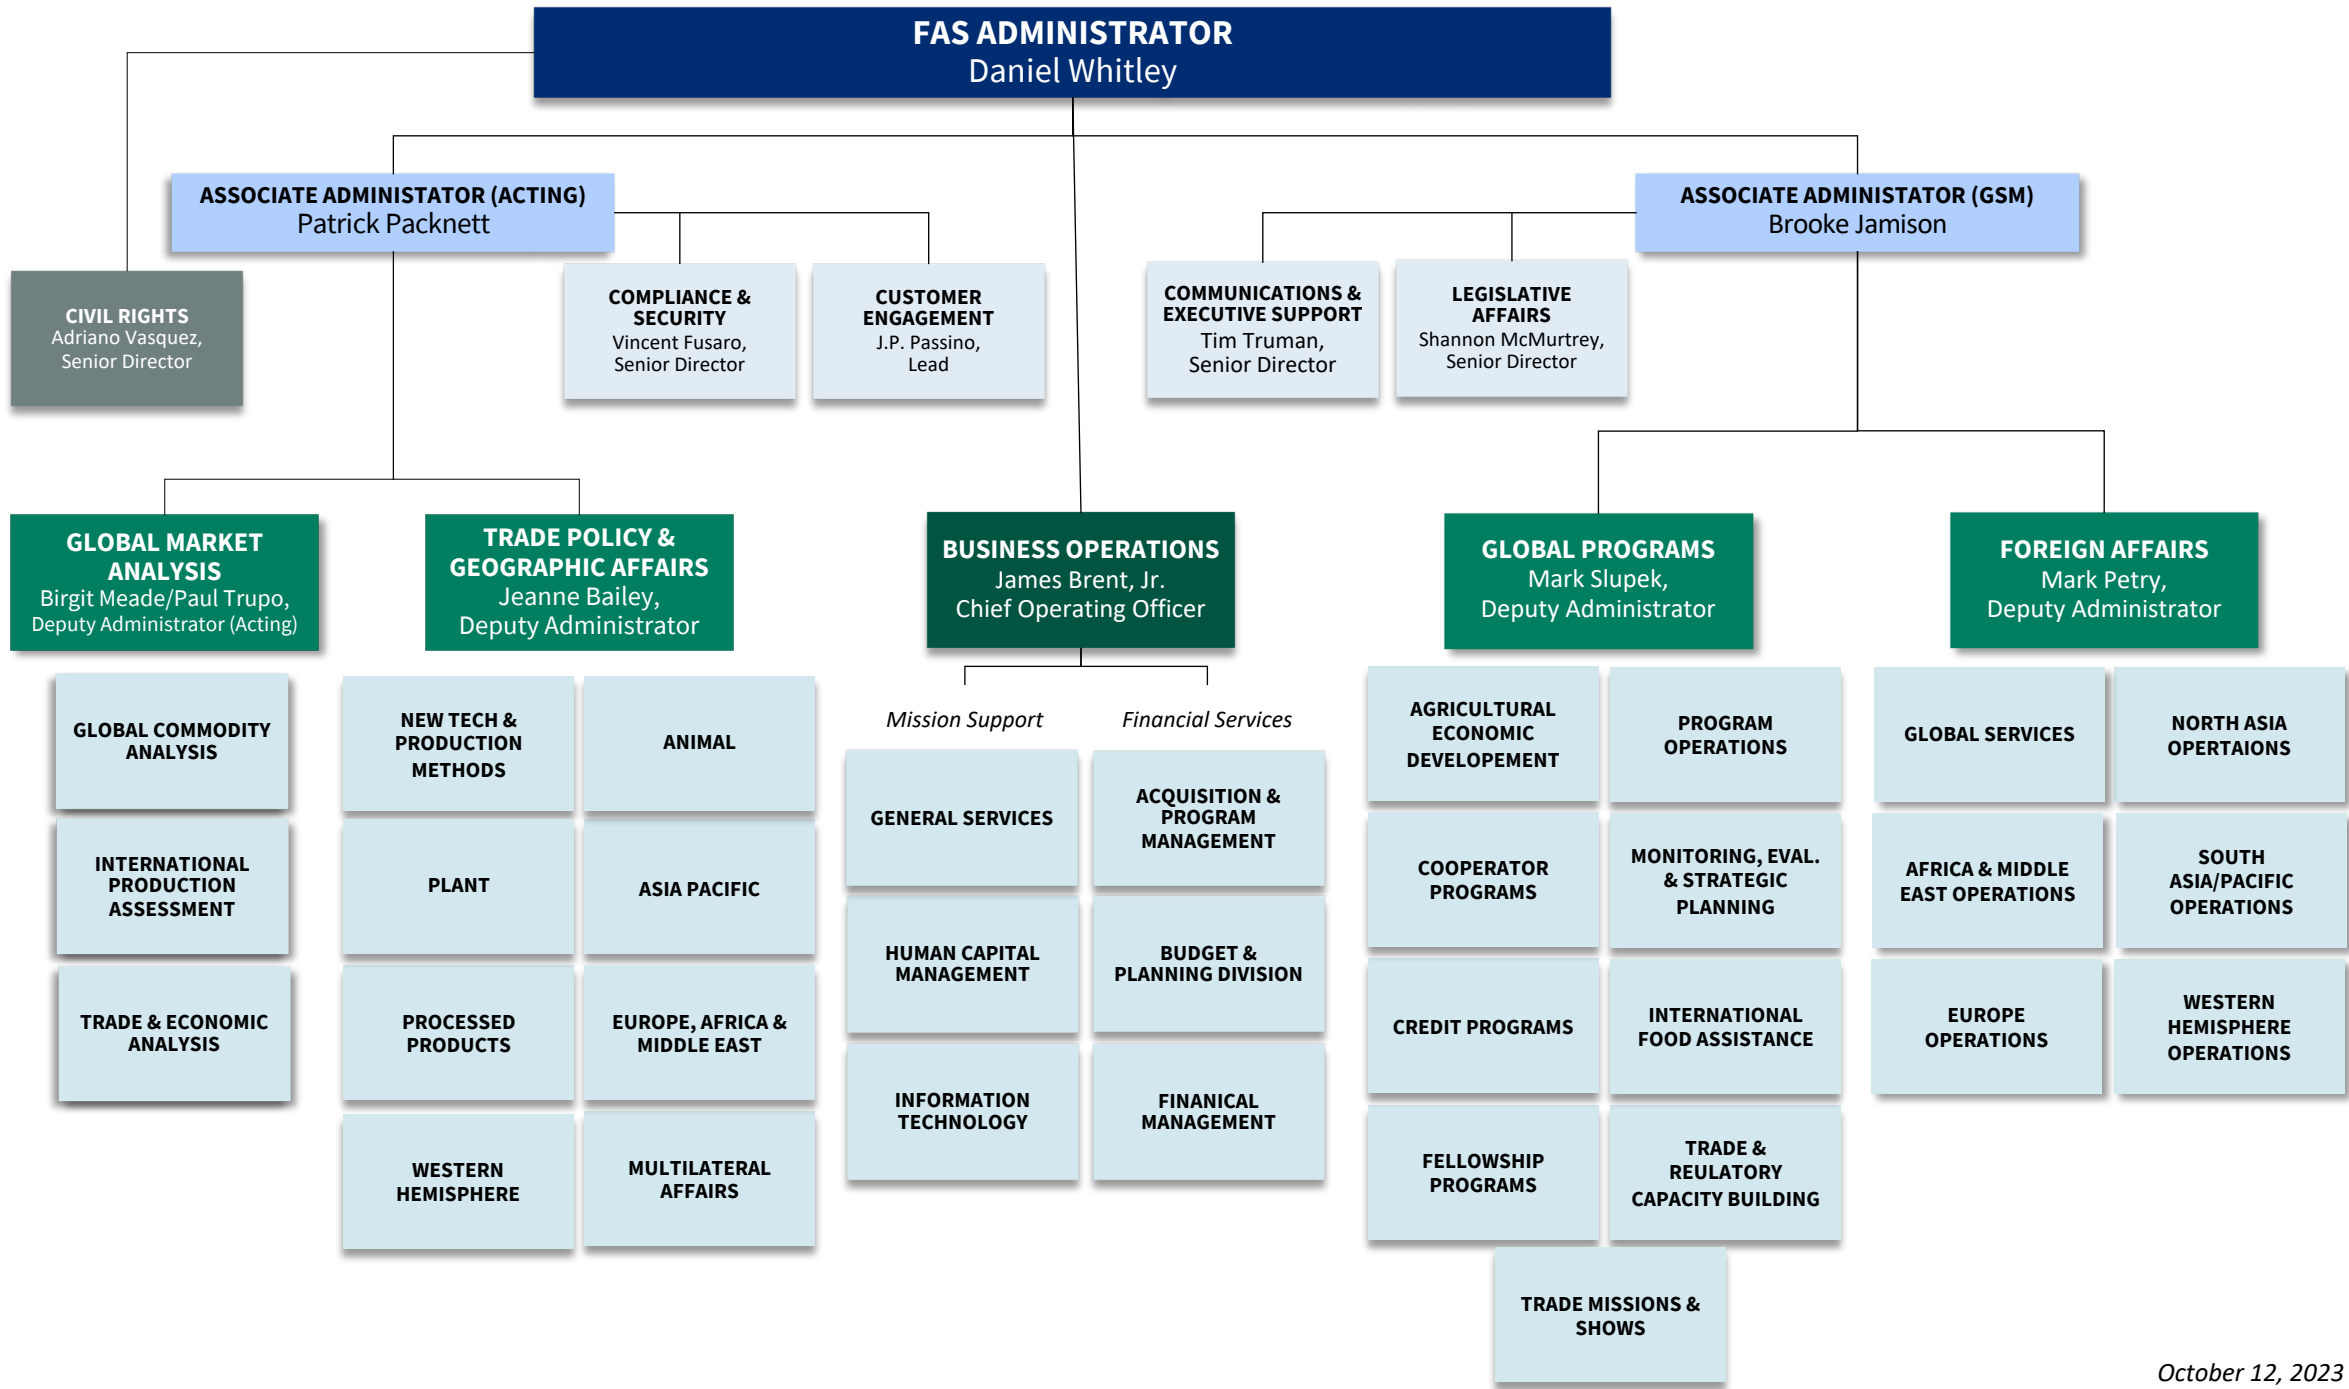 FAS ADMINISTRATOR
Daniel Whitley
ASSOCIATE ADMINISTATOR (ACTING)
Patrick Packnett
ASSOCIATE ADMINISTATOR (GSM)
Brooke Jamison
CIVIL RIGHTS
Adriano Vasquez,
Senior Director
COMPLIANCE &
SECURITY
Vincent Fusaro,
Senior Director
CUSTOMER
ENGAGEMENT
J.P. Passino,
Lead
COMMUNICATIONS &
EXECUTIVE SUPPORT
Tim Truman,
Senior Director
LEGISLATIVE
AFFAIRS
Shannon McMurtrey,
Senior Director
GLOBAL MARKET
ANALYSIS
Birgit Meade/Paul Trupo,
Deputy Administrator (Acting)
TRADE POLICY &
GEOGRAPHIC AFFAIRS
Jeanne Bailey,
Deputy Administrator
BUSINESS OPERATIONS
James Brent, Jr.
Chief Operating Officer
GLOBAL PROGRAMS
Mark Slupek,
Deputy Administrator
FOREIGN AFFAIRS
Mark Petry,
Deputy Administrator
GLOBAL COMMODITY
ANALYSIS
INTERNATIONAL
PRODUCTION
ASSESSMENT
TRADE & ECONOMIC
ANALYSIS
NEW TECH &
PRODUCTION
METHODS
ANIMAL
PLANT
ASIA PACIFIC
PROCESSED
PRODUCTS
EUROPE, AFRICA &
MIDDLE EAST
WESTERN
HEMISPHERE
MULTILATERAL
AFFAIRS
Mission Support
Financial Services
GENERAL SERVICES
ACQUISITION &
PROGRAM
MANAGEMENT
HUMAN CAPITAL
MANAGEMENT
BUDGET &
PLANNING DIVISION
INFORMATION
TECHNOLOGY
FINANICAL
MANAGEMENT
AGRICULTURAL
ECONOMIC
DEVELOPEMENT
PROGRAM
OPERATIONS
COOPERATOR
PROGRAMS
MONITORING, EVAL.
& STRATEGIC
PLANNING
CREDIT PROGRAMS
INTERNATIONAL
FOOD ASSISTANCE
FELLOWSHIP
PROGRAMS
TRADE &
REULATORY
CAPACITY BUILDING
TRADE MISSIONS &
SHOWS
GLOBAL SERVICES
NORTH ASIA
OPERTAIONS
AFRICA & MIDDLE
EAST OPERATIONS
SOUTH
ASIA/PACIFIC
OPERATIONS
EUROPE
OPERATIONS
WESTERN
HEMISPHERE
OPERATIONS
October 12, 2023